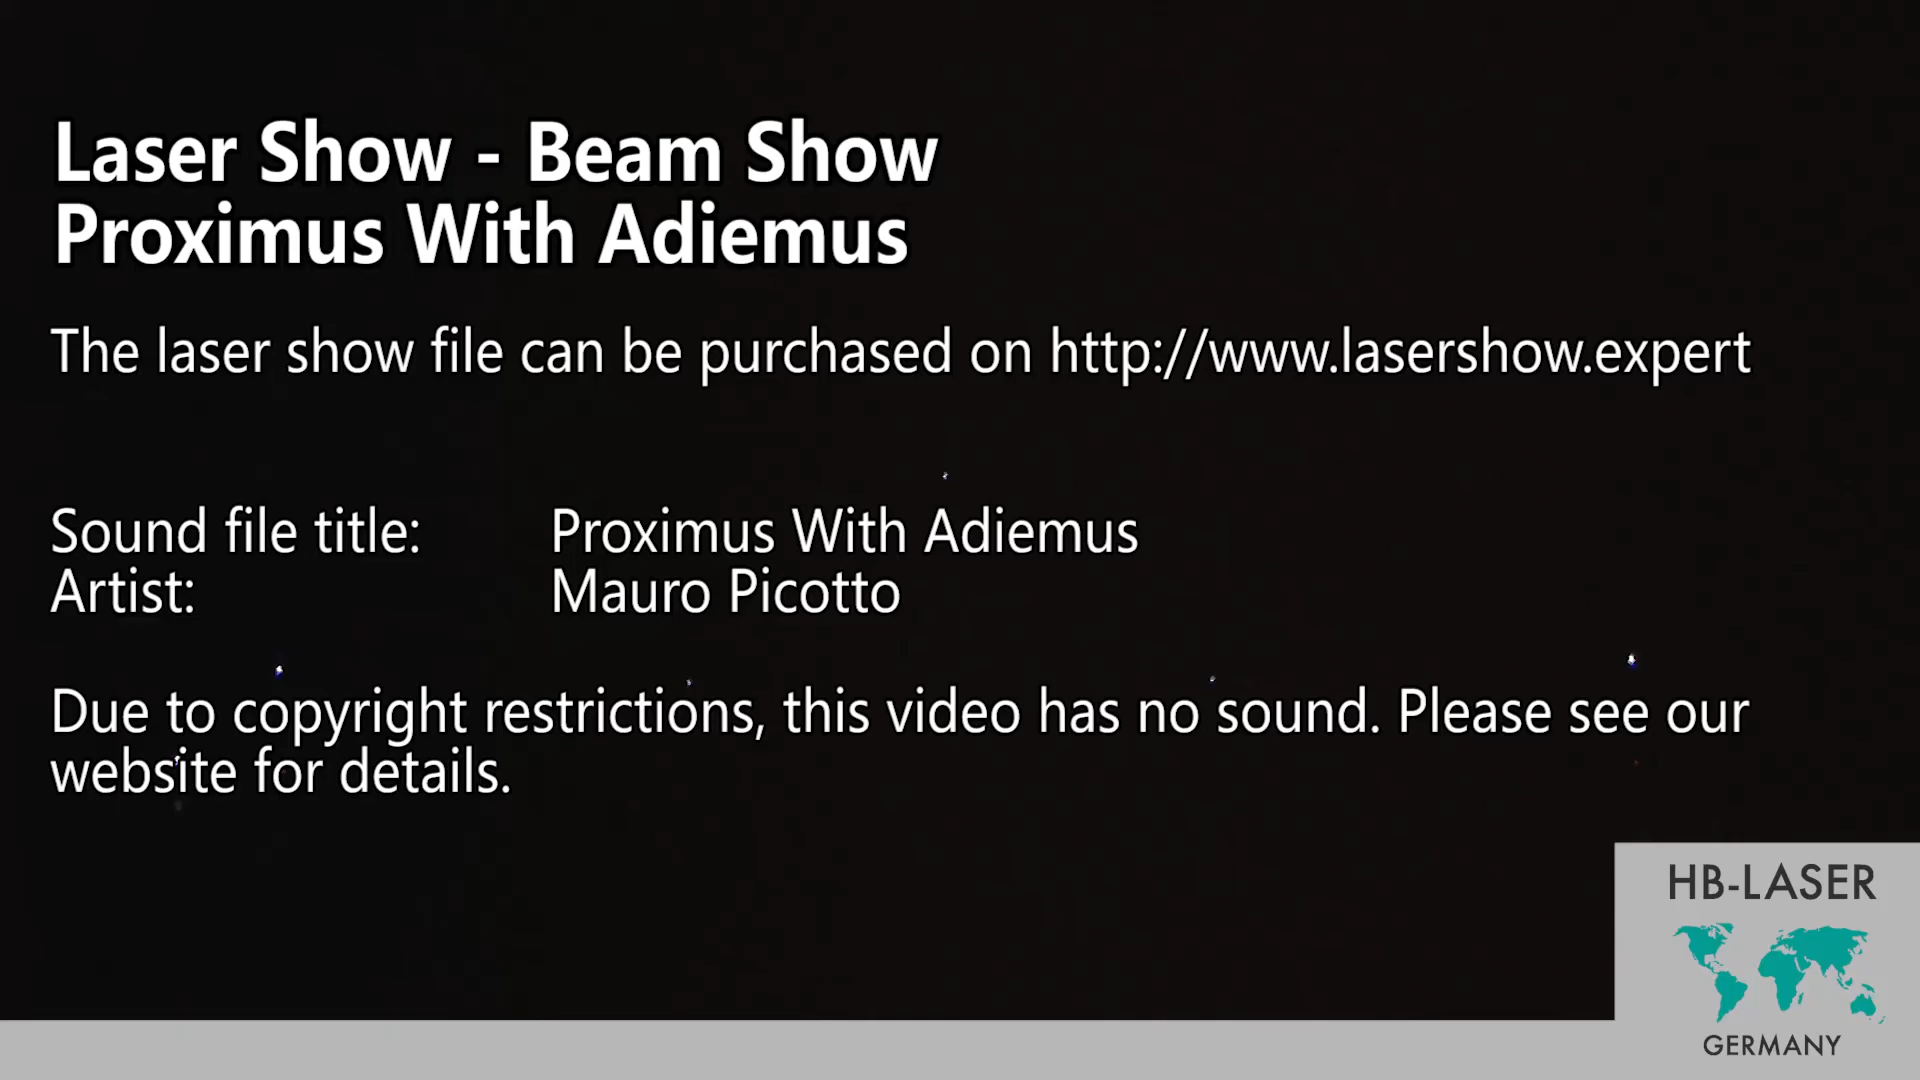 Laser Show - Beam Show
Proximus With Adiemus
The laser show file can be purchased on http://www.lasershow.expert
Sound file title: Proximus With Adiemus
Artist: Mauro Picotto
Due to copyright restrictions, this video has no sound. Please see our
website for details.
HB-LASER
GERMANY